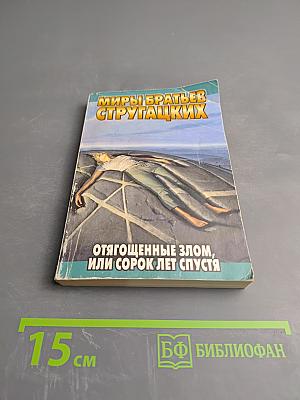 МИРЫ БРАТЬЕВ
СТРУГАЦКИХ
ОТЯГОЩЕННЫЕ ЗЛОМ,
ИЛИ СОРОК ЛЕТ СПУСТЯ
15 см
БФ БИБЛИОФАН